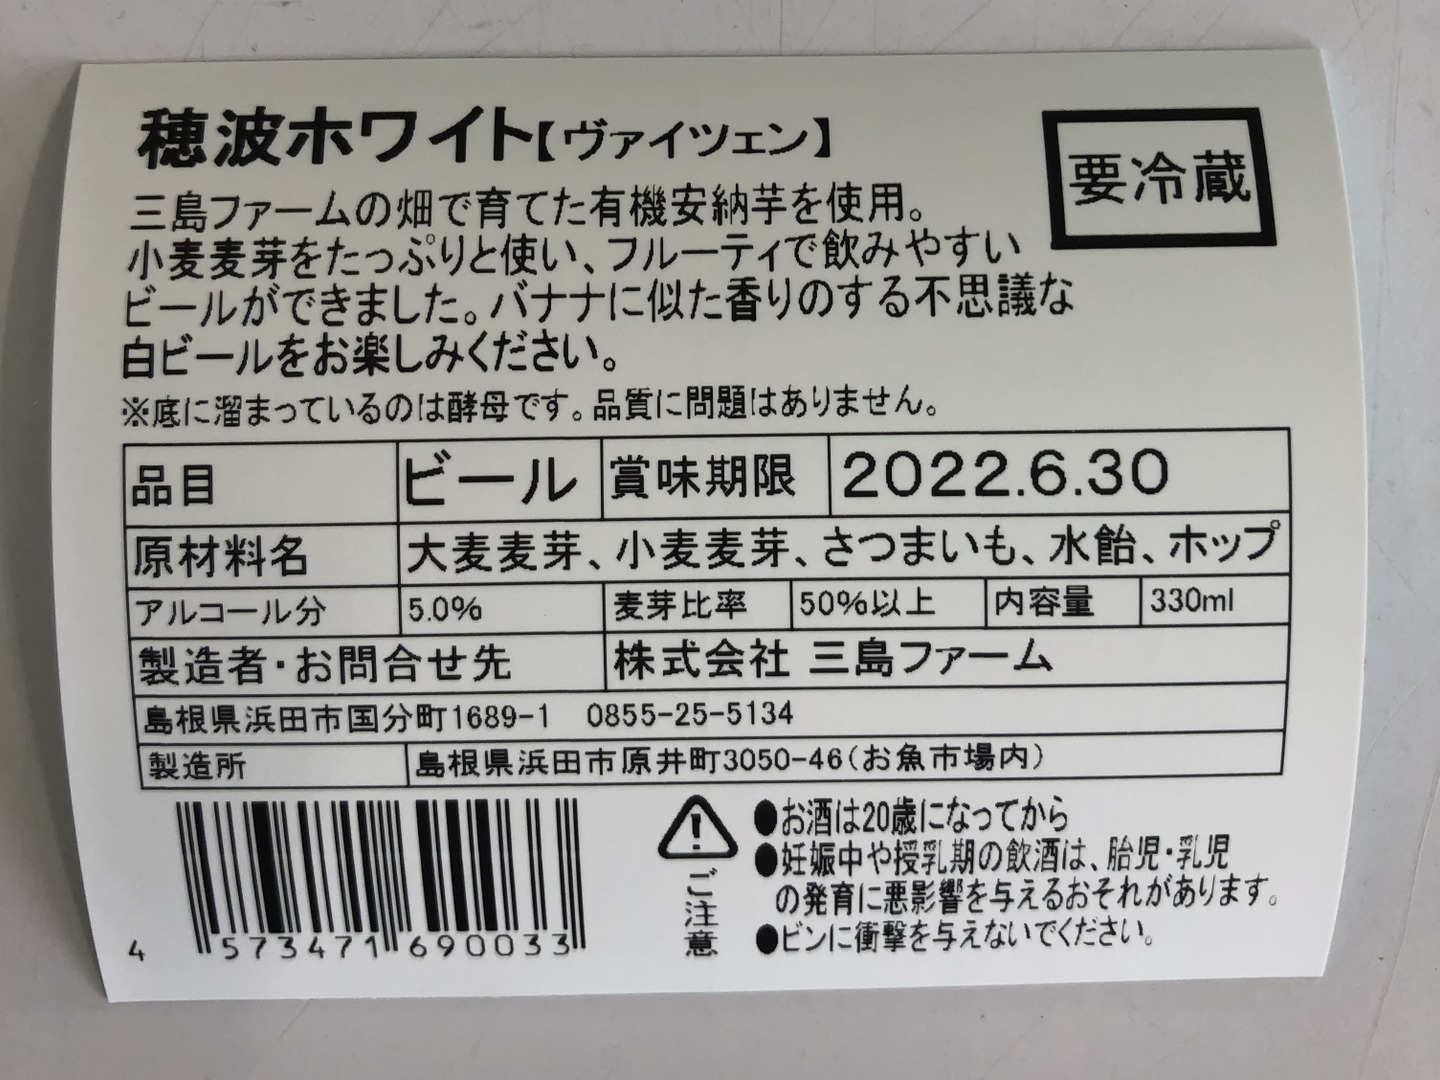 穂波ホワイト【ヴァイツェン】
要冷蔵
三島ファームの畑で育てた有機安納芋を使用。
小麦麦芽をたっぷりと使い、フルーティで飲みやすい
ビールができました。バナナに似た香りのする不思議な
白ビールをお楽しみください。
※底に溜まっているのは酵母です。品質に問題はありません。
品目 ビール 賞味期限 2022.6.30
原材料名 大麦麦芽、小麦麦芽、さつまいも、水飴、ホップ
アルコール分 5.0% 麦芽比率 50%以上 内容量 330ml
製造者・お問合せ先 株式会社 三島ファーム
島根県浜田市国分町1689-1 0855-25-5134
製造所 島根県浜田市原井町3050-46(お魚市場内)
4 573471 690033
ご注意
●お酒は20歳になってから
●妊娠中や授乳期の飲酒は、胎児・乳児
の発育に悪影響を与えるおそれがあります。
●ビンに衝撃を与えないでください。